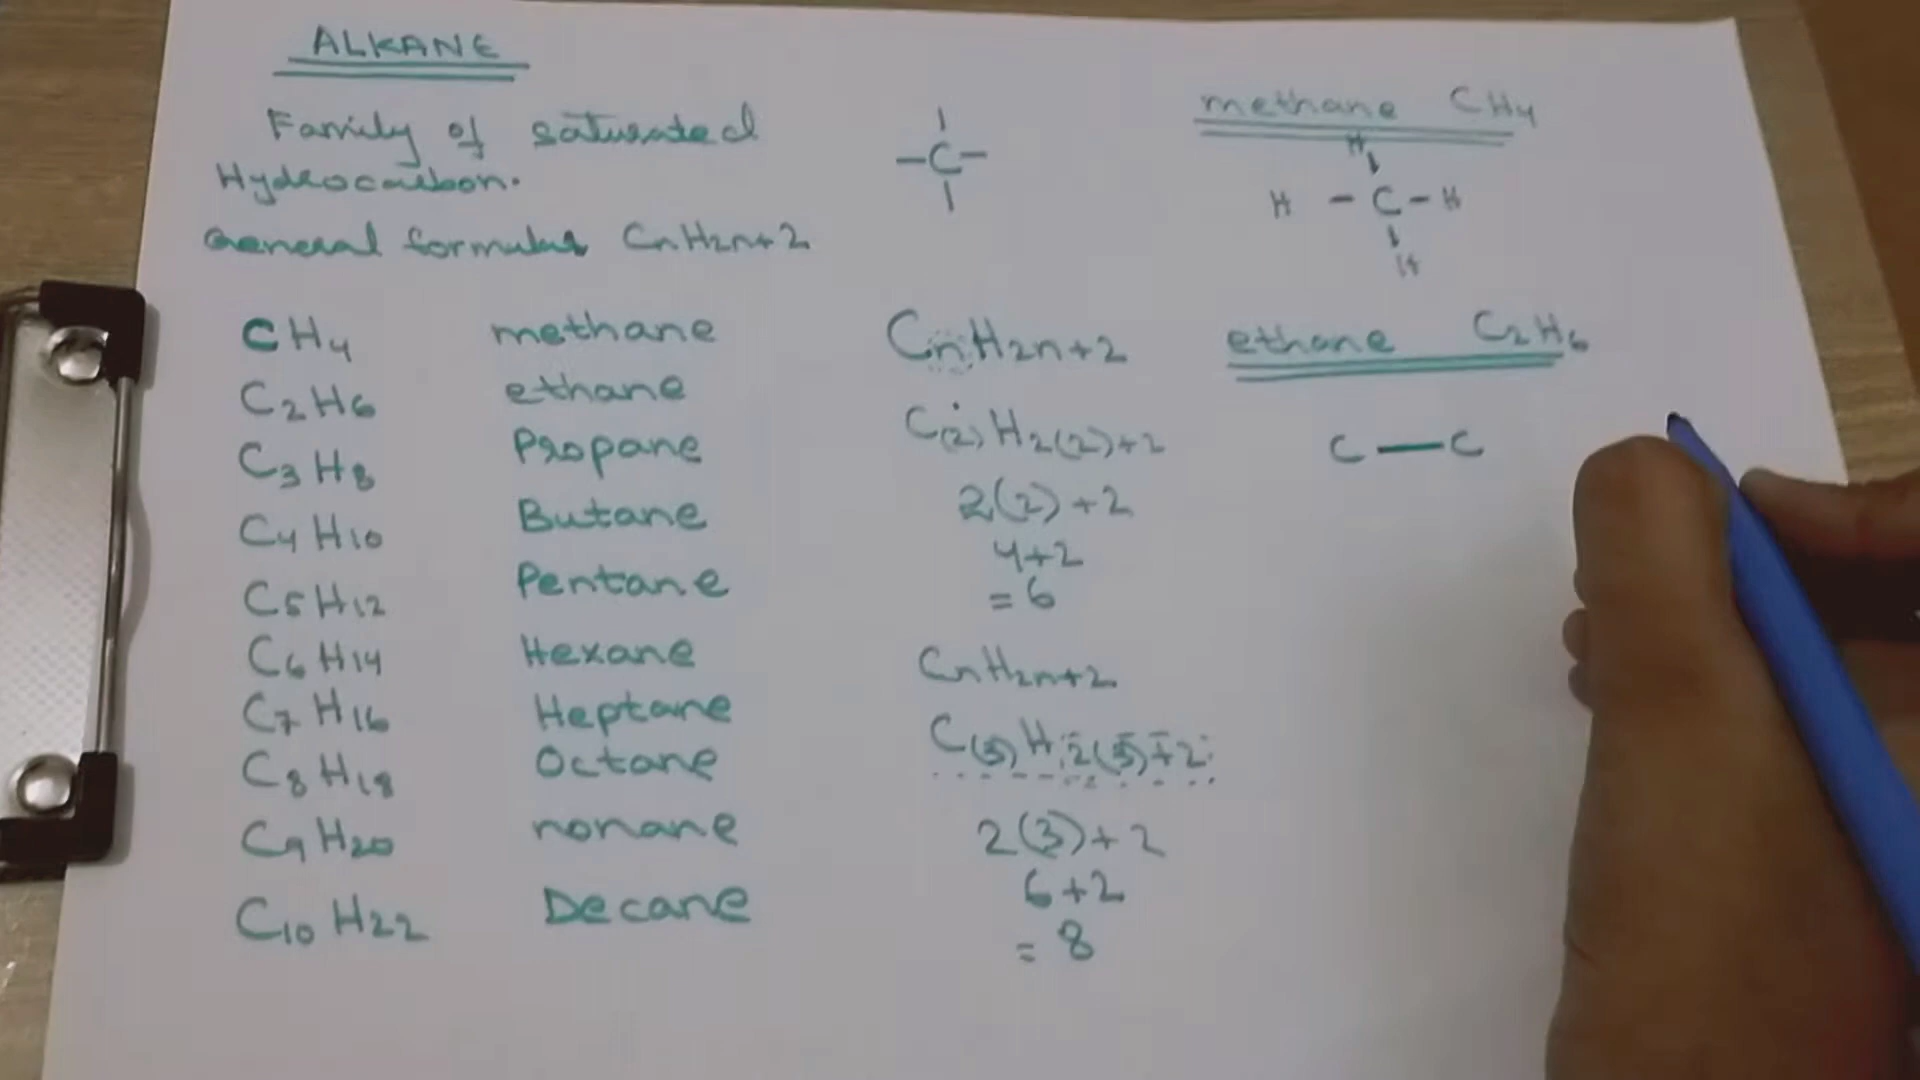 ALKANE
Family of saturated
Hydrocarbon.
General formulas CnH2n+2
CH4 methane
C2H6 ethane
C3H8 Propane
C4H10 Butane
C5H12 Pentane
C6H14 Hexane
C7H16 Heptane
C8H18 Octane
C9H20 nonane
C10H22 Decane
-C-
CnH2n+2
C(2)H2(2)+2
2(2)+2
4+2
=6
CnH2n+2
C(3)H2(3)+2
2(3)+2
6+2
=8
methane CH4
H
H -C-H
H
ethane C2H6
C—C